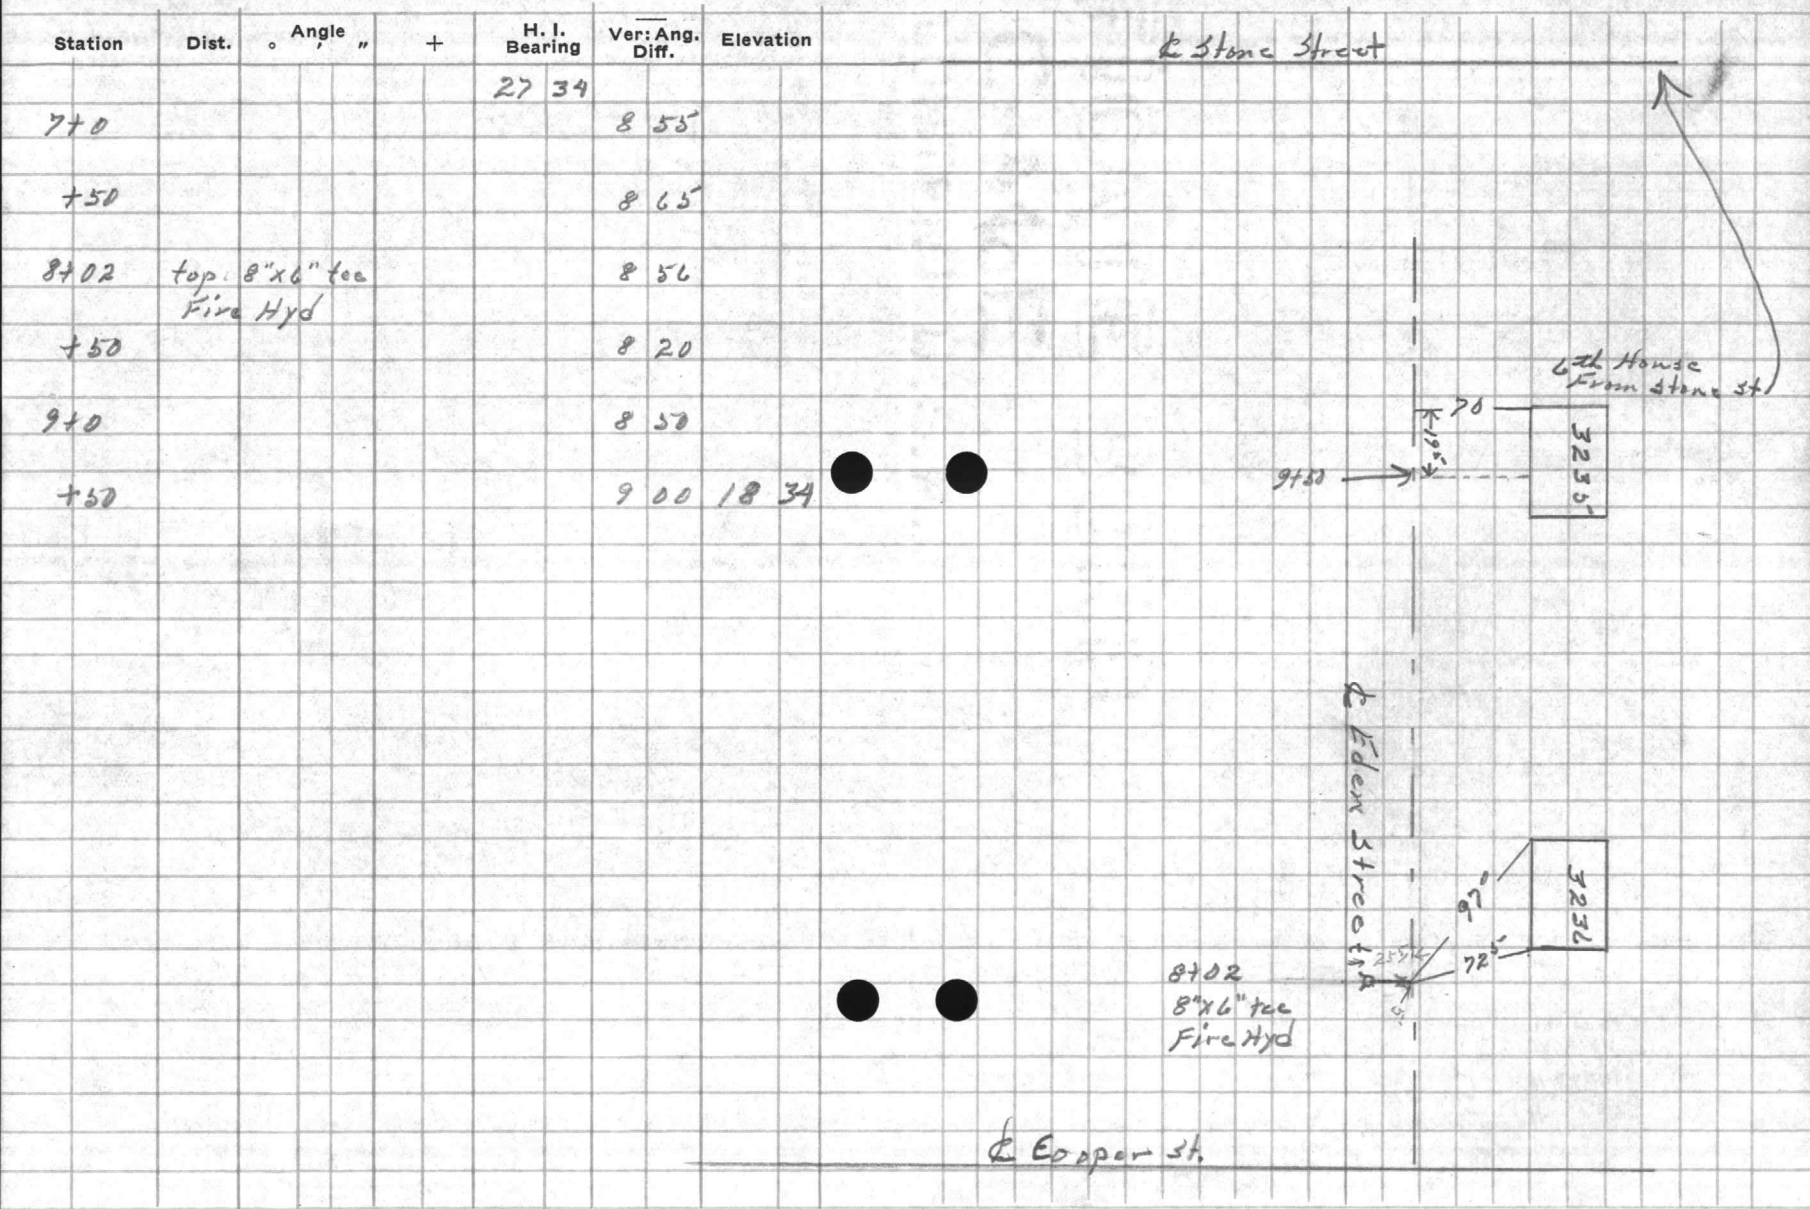 Station Dist. ° Angle ′ ″ + H. I. Bearing Ver: Ang. Diff. Elevation
27 34
7+0 8 55
+50 8 65
8+02 top. 8"x6" tee 8 56
Fire Hyd
+50 8 20
9+0 8 50
+50 9 00 18 34
℄ Stone Street
6th House
From Stone St.
70
19.5
9+50
3235
℄ Eden Street
3236
97'
72'
8+02
8"x6" tee
Fire Hyd
℄ Cooper St.